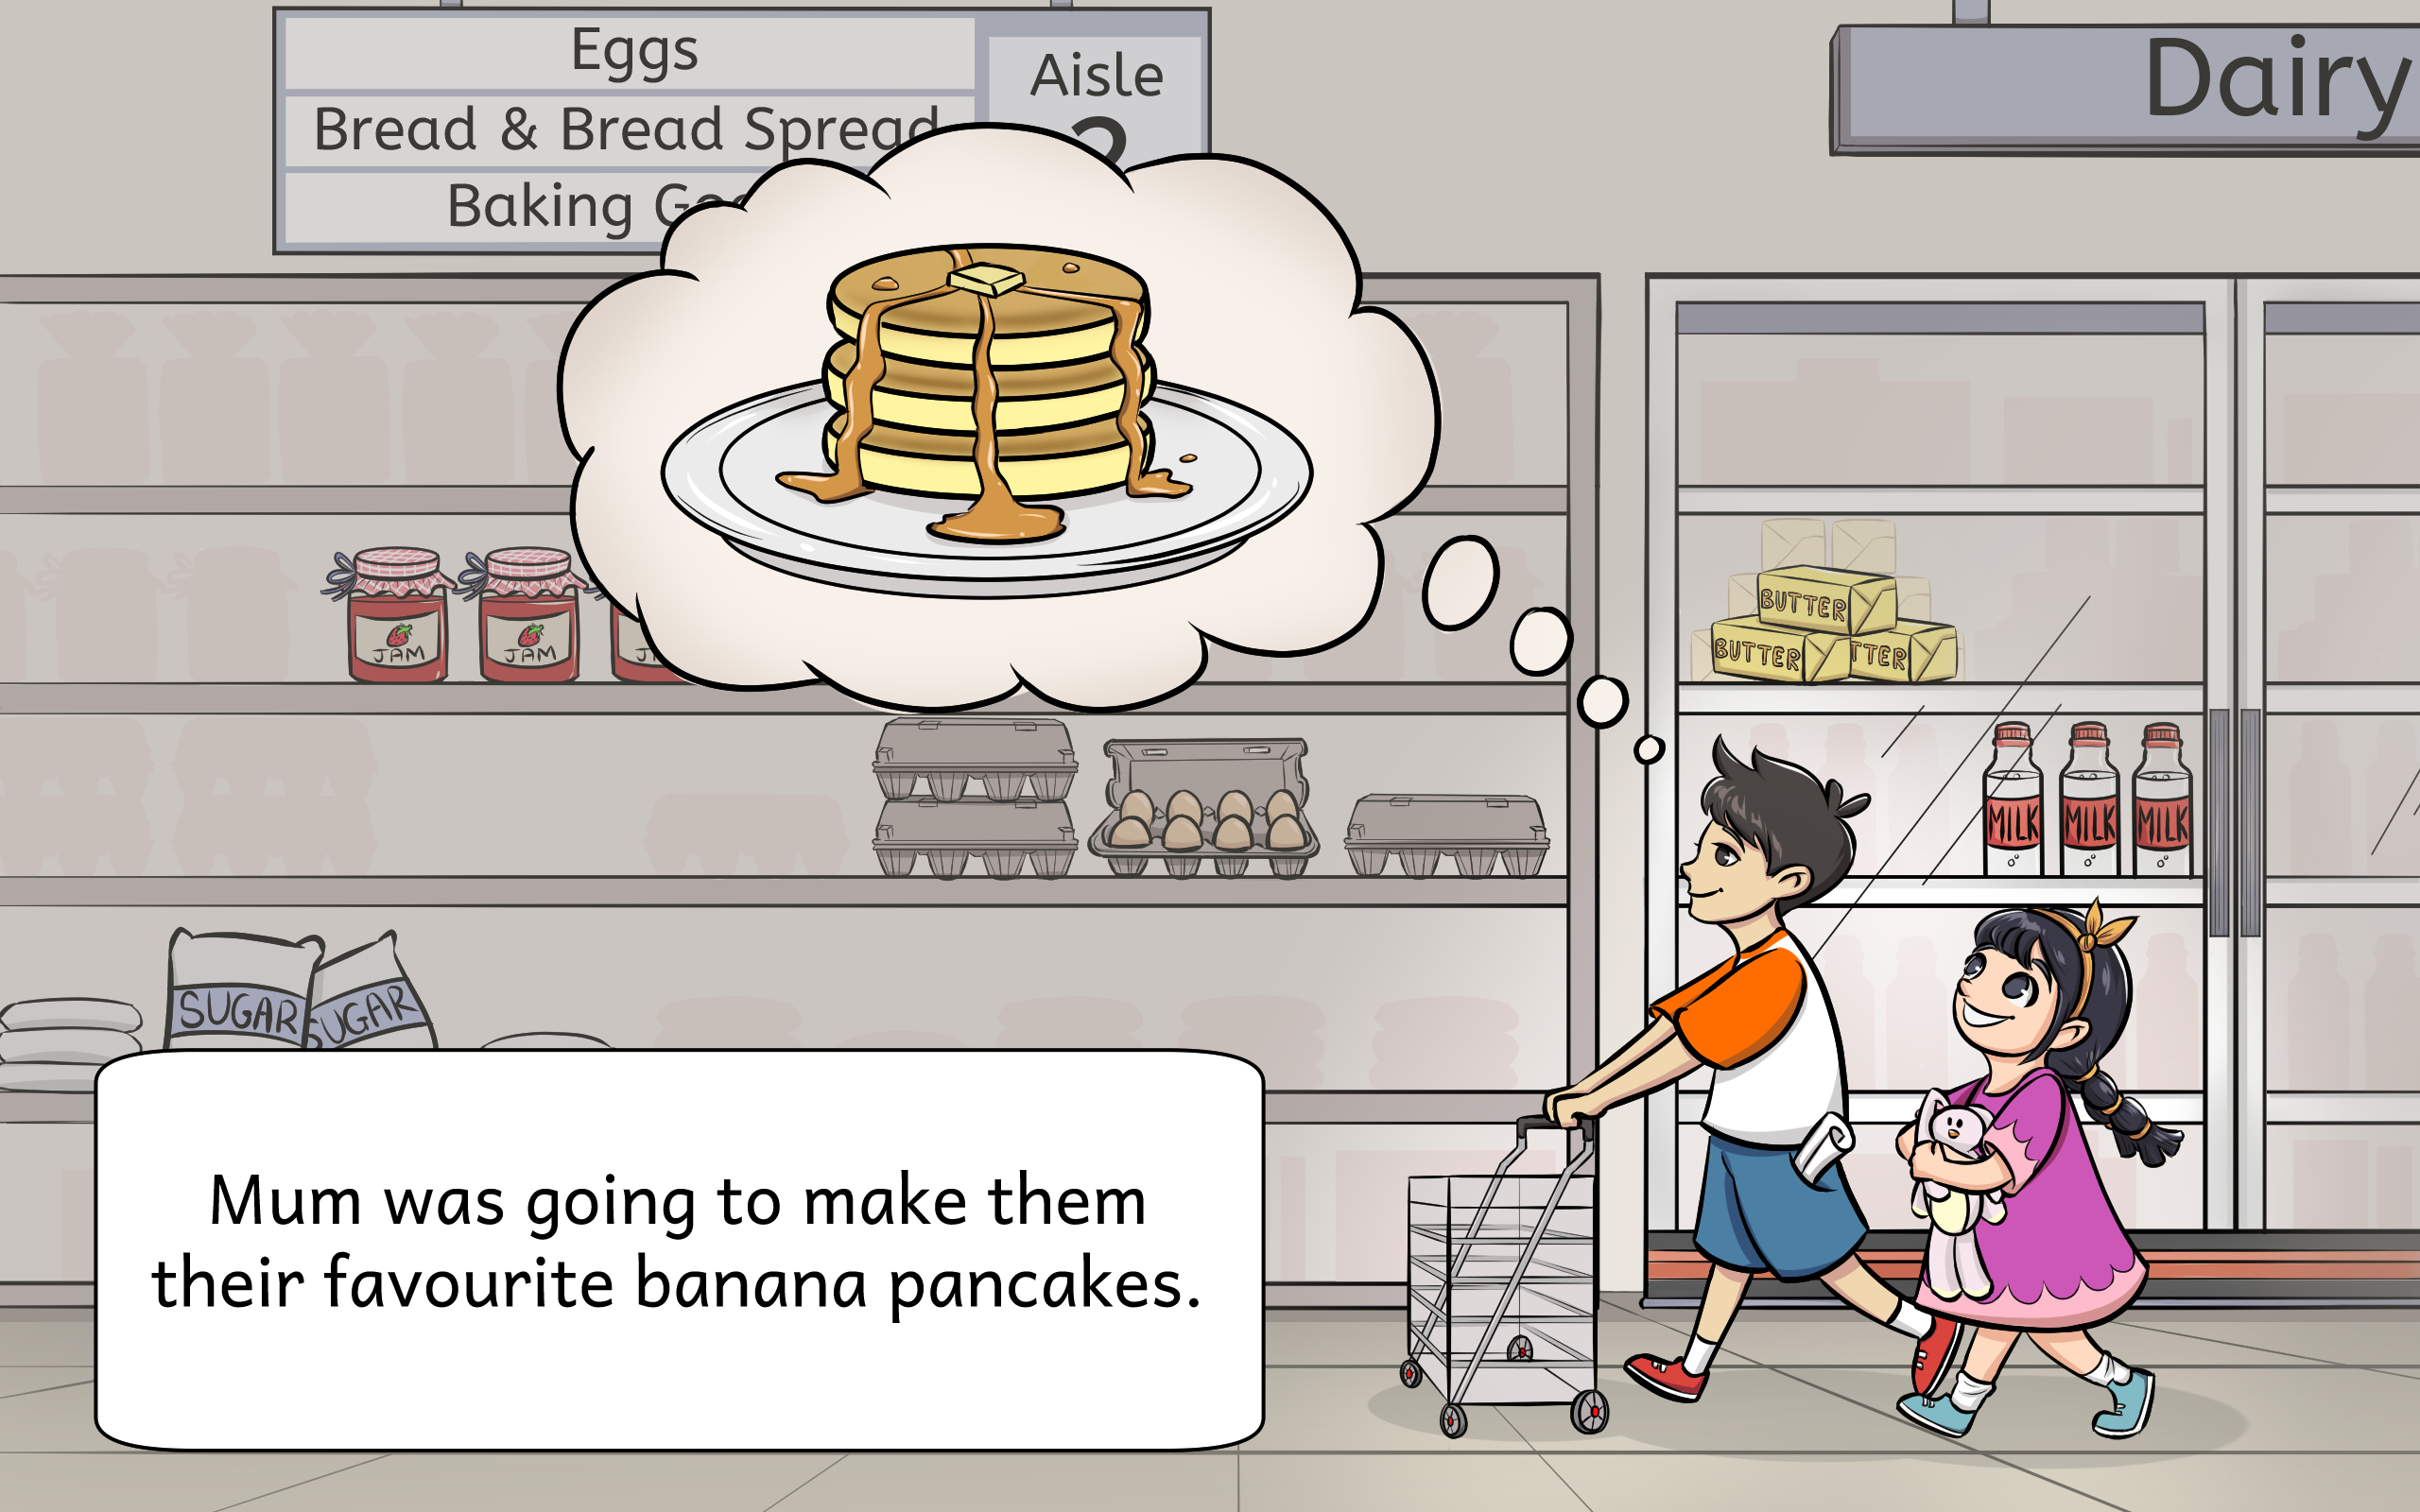 Eggs
Bread & Bread Spread
Baking
Aisle
Dairy
JAM
JAM
BUTTER
BUTTER
MILK
MILK
MILK
SUGAR
SUGAR
Mum was going to make them
their favourite banana pancakes.